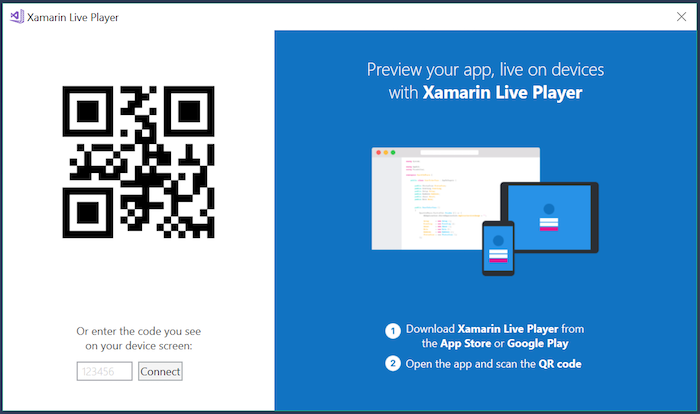 Xamarin Live Player
Or enter the code you see
on your device screen:
123456
Connect
Preview your app, live on devices
with Xamarin Live Player
1 Download Xamarin Live Player from
the App Store or Google Play
2 Open the app and scan the QR code